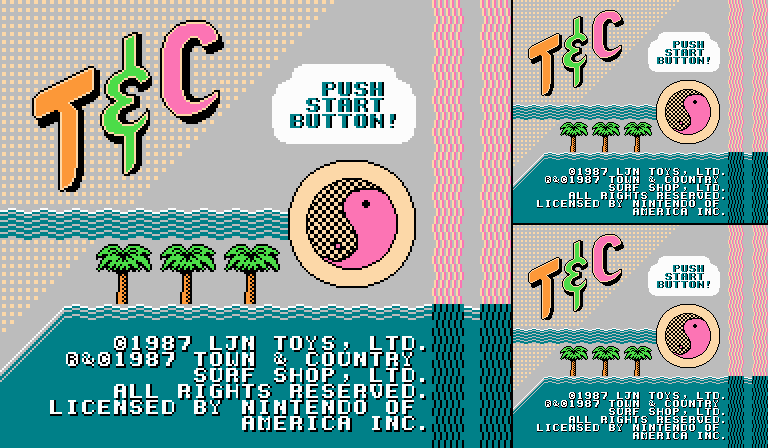 T&C
PUSH
START
BUTTON!
©1987 LJN TOYS, LTD.
®&©1987 TOWN & COUNTRY
SURF SHOP, LTD.
ALL RIGHTS RESERVED.
LICENSED BY NINTENDO OF
AMERICA INC.
T&C
PUSH
START
BUTTON!
©1987 LJN TOYS, LTD.
®&©1987 TOWN & COUNTRY
SURF SHOP, LTD.
ALL RIGHTS RESERVED.
LICENSED BY NINTENDO OF
AMERICA INC.
T&C
PUSH
START
BUTTON!
©1987 LJN TOYS, LTD.
®&©1987 TOWN & COUNTRY
SURF SHOP, LTD.
ALL RIGHTS RESERVED.
LICENSED BY NINTENDO OF
AMERICA INC.